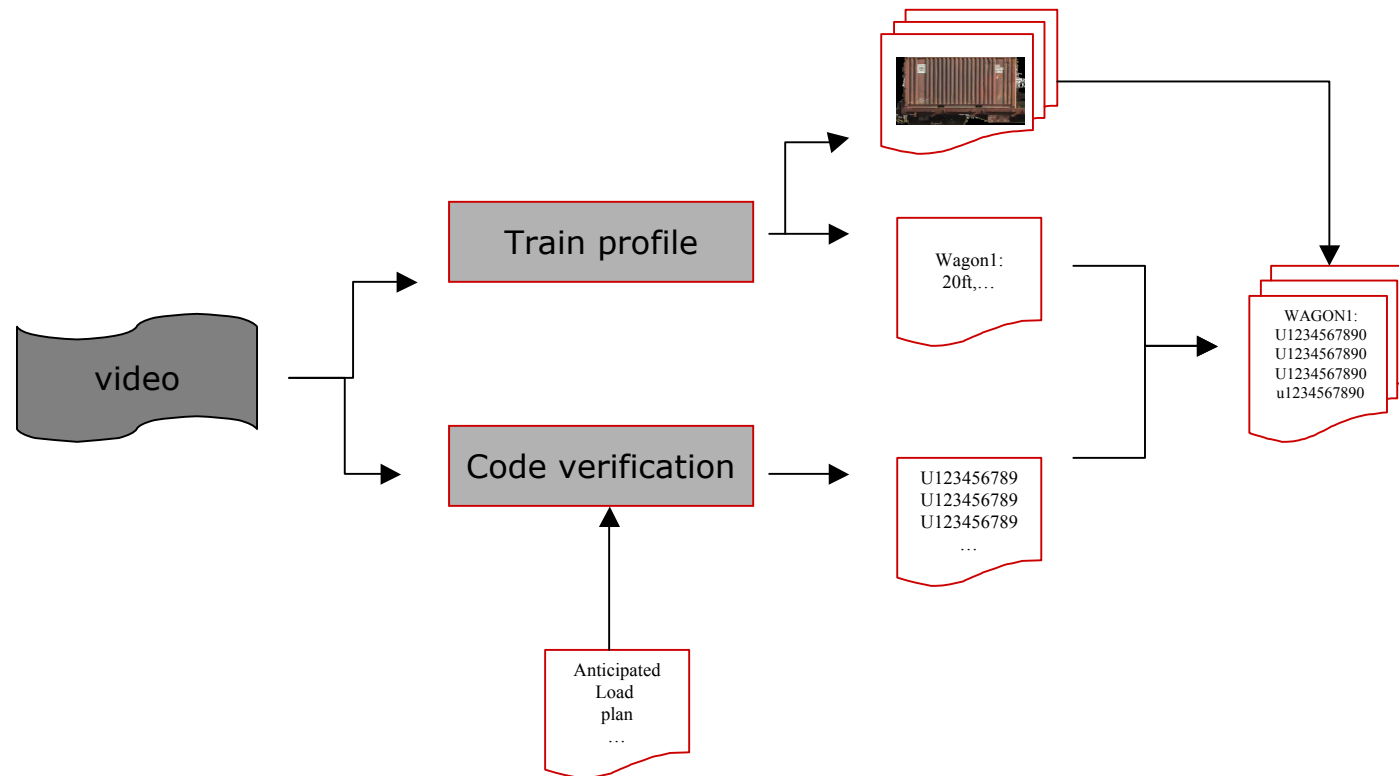 Train profile
Wagon1:
20ft,…
WAGON1:
U1234567890
U1234567890
U1234567890
u1234567890
video
Code verification
U123456789
U123456789
U123456789
…
Anticipated
Load
plan
…